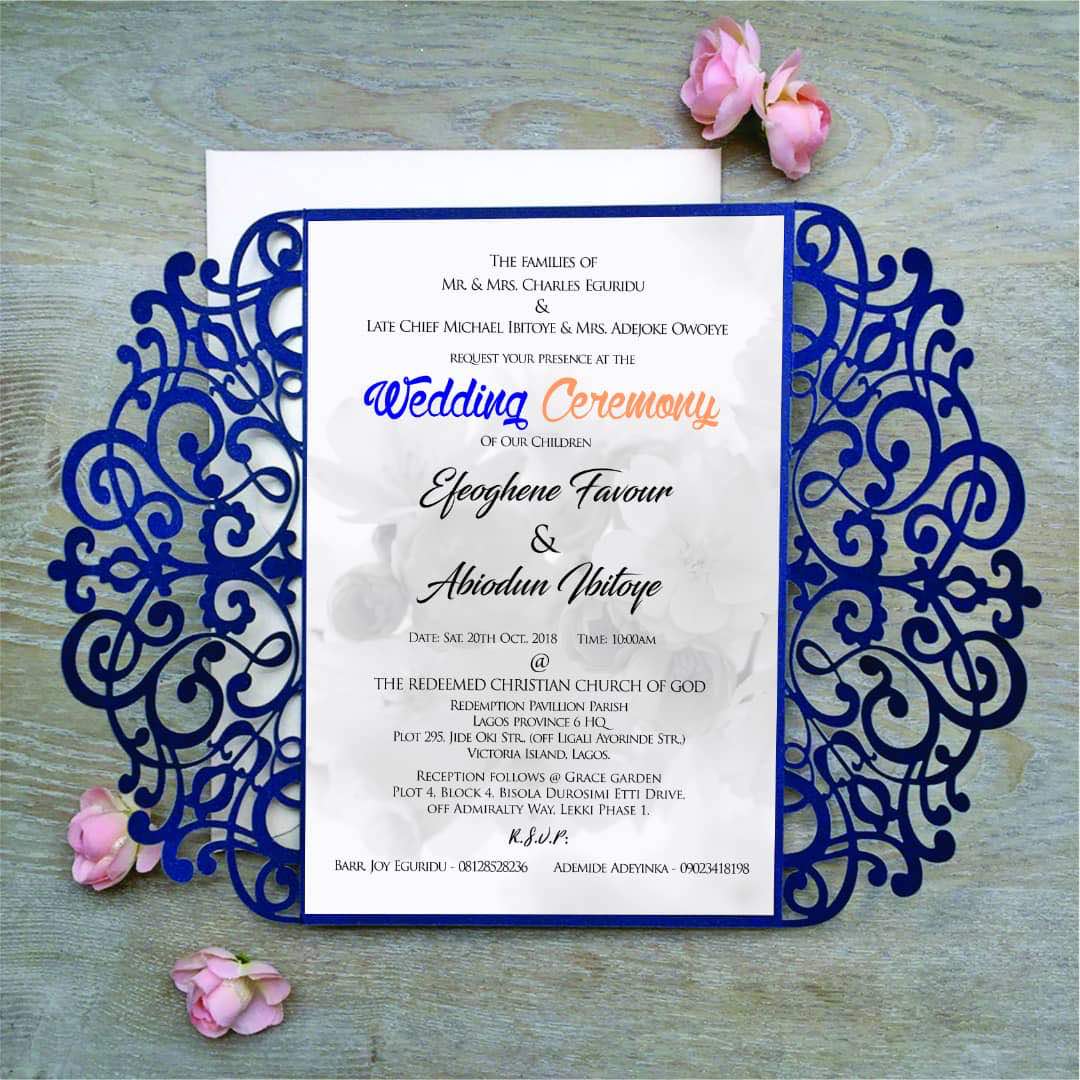 THE FAMILIES OF
MR. & MRS. CHARLES EGURIDU
&
LATE CHIEF MICHAEL IBITOYE & MRS. ADEJOKE OWOEYE
REQUEST YOUR PRESENCE AT THE
Wedding Ceremony
OF OUR CHILDREN
Efeoghene Favour
&
Abiodun Ibitoye
DATE: SAT. 20TH OCT., 2018 TIME: 10:00AM
@
THE REDEEMED CHRISTIAN CHURCH OF GOD
REDEMPTION PAVILLION PARISH
LAGOS PROVINCE 6 HQ
PLOT 295, JIDE OKI STR., (OFF LIGALI AYORINDE STR.,)
VICTORIA ISLAND, LAGOS.
RECEPTION FOLLOWS @ GRACE GARDEN
PLOT 4, BLOCK 4, BISOLA DUROSIMI ETTI DRIVE,
OFF ADMIRALTY WAY, LEKKI PHASE 1.
R.S.V.P:
BARR. JOY EGURIDU - 08128528236 ADEMIDE ADEYINKA - 09023418198